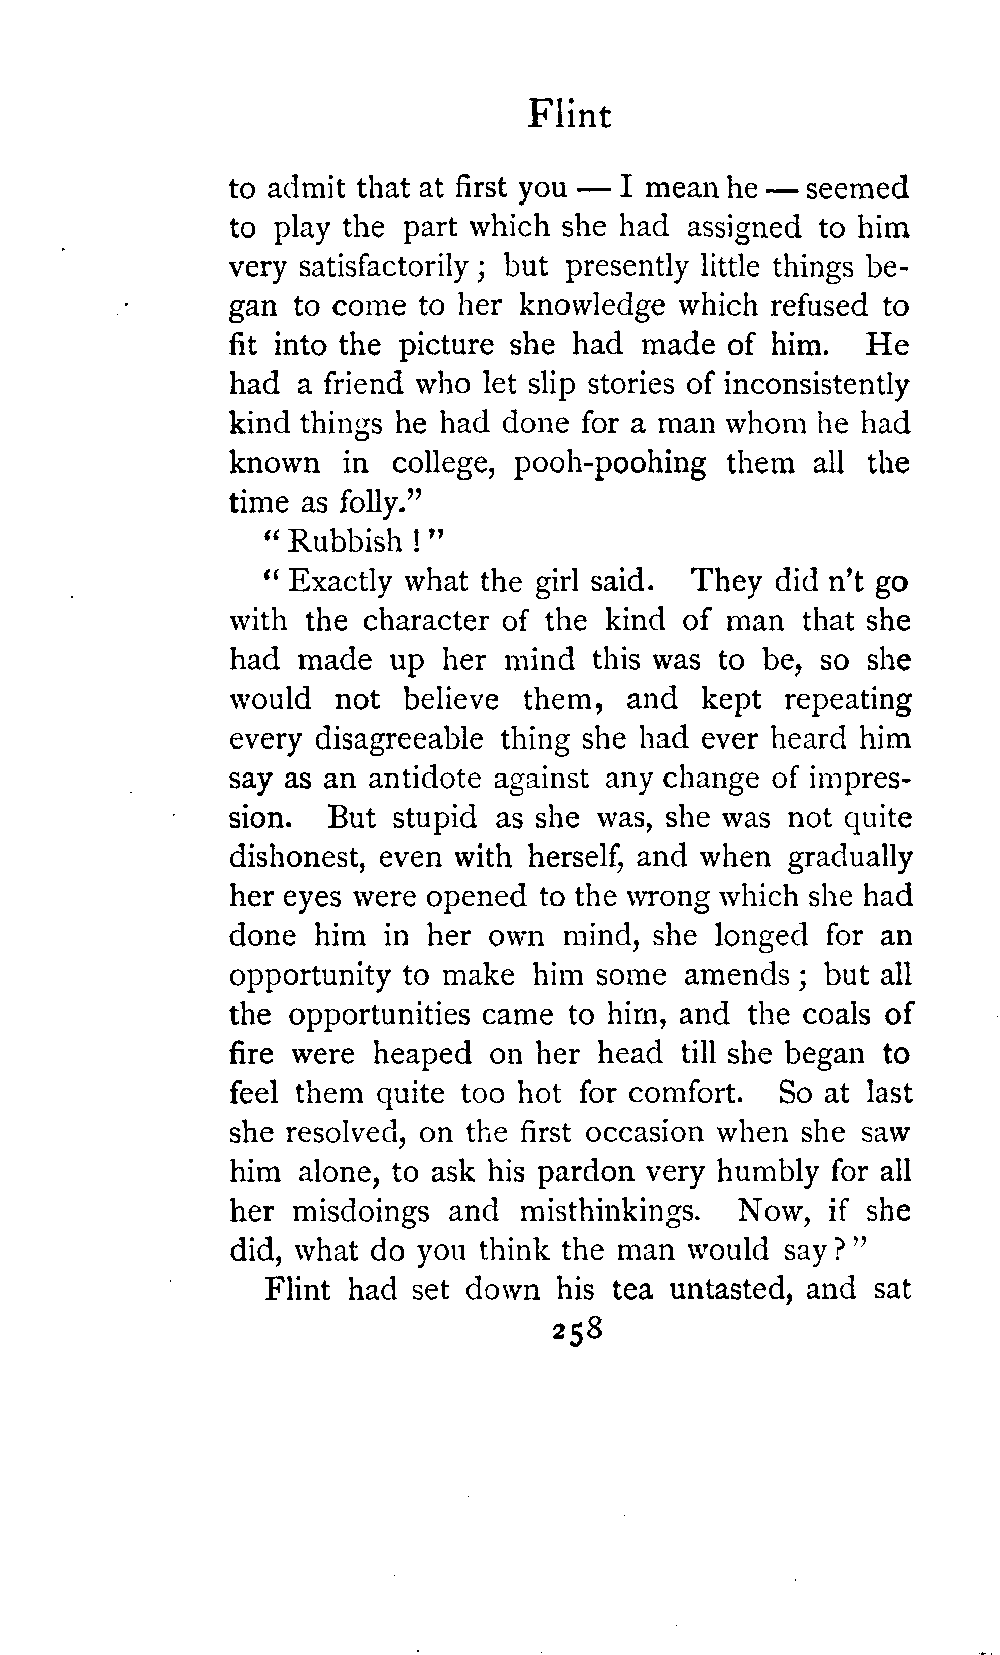 Flint
to admit that at first you — I mean he — seemed
to play the part which she had assigned to him
very satisfactorily ; but presently little things be-
gan to come to her knowledge which refused to
fit into the picture she had made of him. He
had a friend who let slip stories of inconsistently
kind things he had done for a man whom he had
known in college, pooh-poohing them all the
time as folly."
" Rubbish ! "
" Exactly what the girl said. They did n't go
with the character of the kind of man that she
had made up her mind this was to be, so she
would not believe them, and kept repeating
every disagreeable thing she had ever heard him
say as an antidote against any change of impres-
sion. But stupid as she was, she was not quite
dishonest, even with herself, and when gradually
her eyes were opened to the wrong which she had
done him in her own mind, she longed for an
opportunity to make him some amends ; but all
the opportunities came to him, and the coals of
fire were heaped on her head till she began to
feel them quite too hot for comfort. So at last
she resolved, on the first occasion when she saw
him alone, to ask his pardon very humbly for all
her misdoings and misthinkings. Now, if she
did, what do you think the man would say ? "
Flint had set down his tea untasted, and sat
258